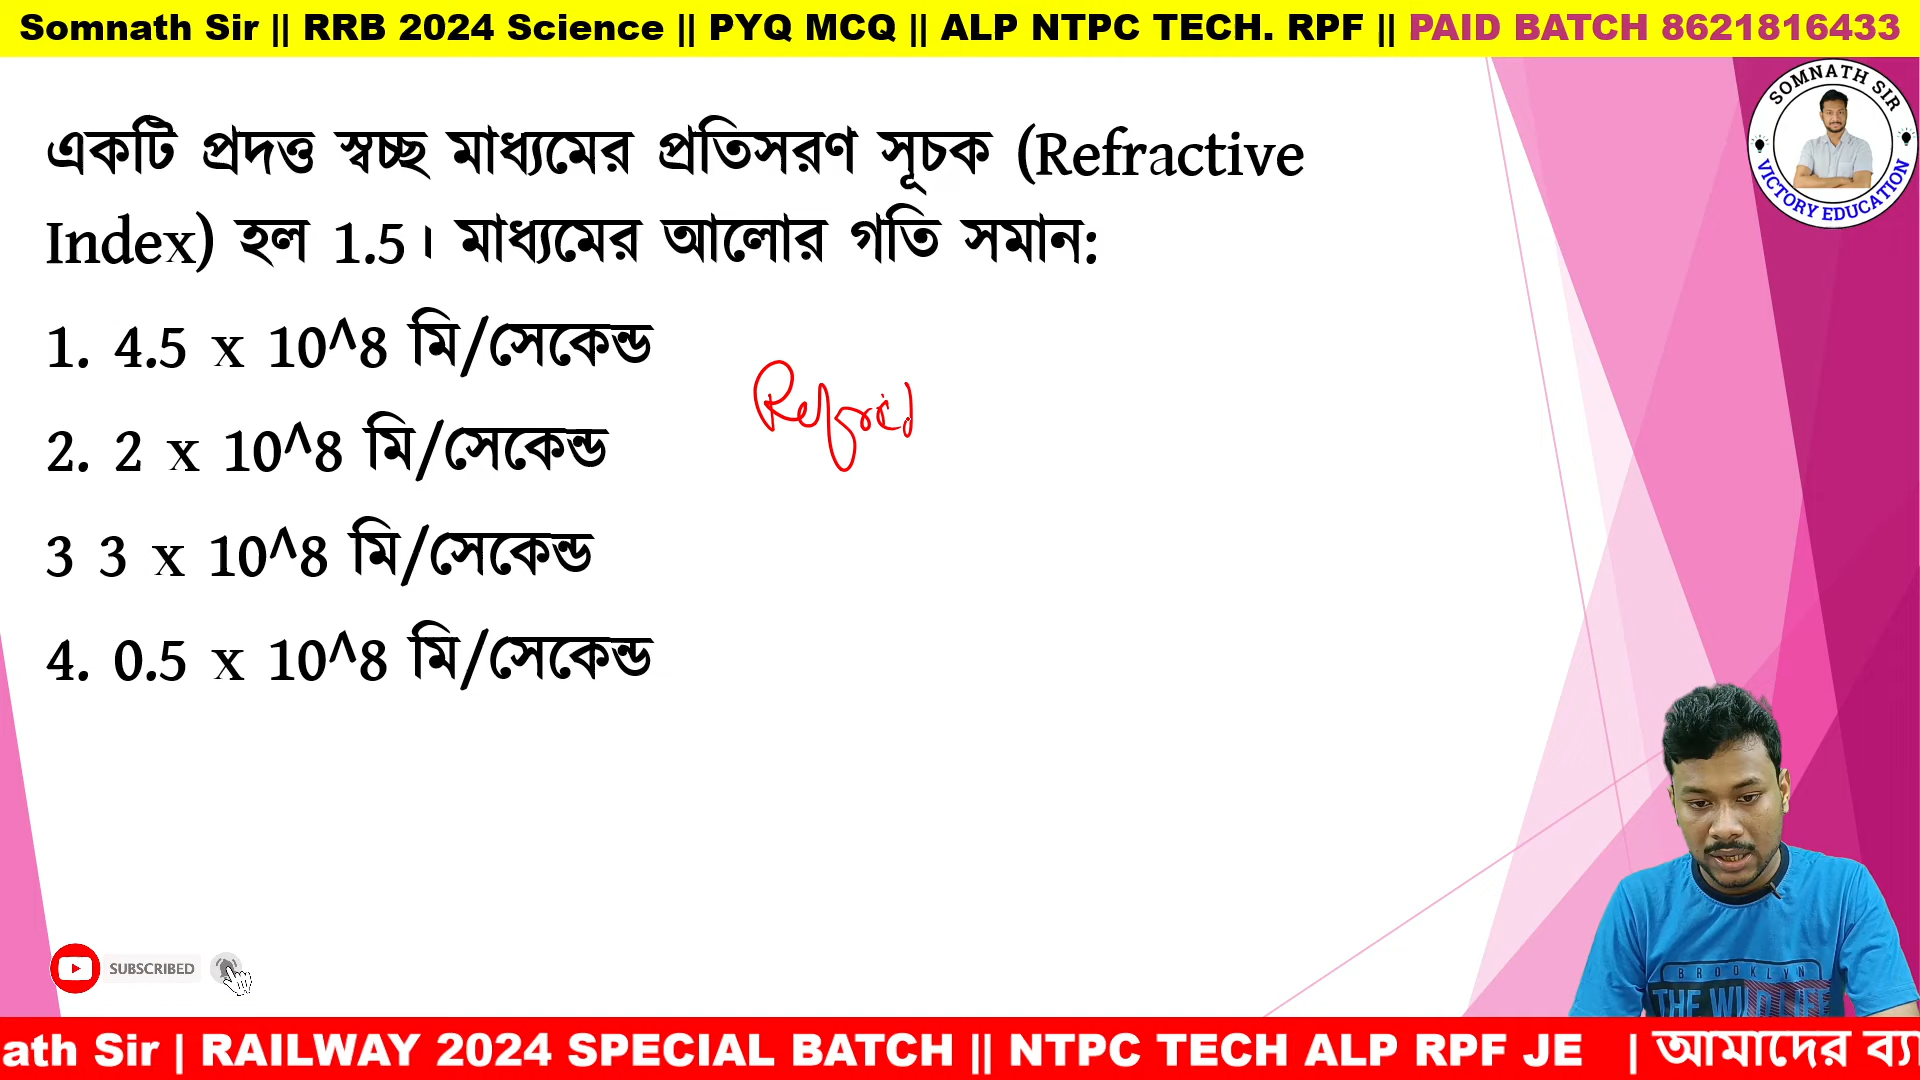 Somnath Sir || RRB 2024 Science || PYQ MCQ || ALP NTPC TECH. RPF || PAID BATCH 8621816433
SOMNATH SIR
VICTORY EDUCATION
একটি প্রদত্ত স্বচ্ছ মাধ্যমের প্রতিসরণ সূচক (Refractive
Index) হল 1.5। মাধ্যমের আলোর গতি সমান:
1. 4.5 x 10^8 মি/সেকেন্ড
2. 2 x 10^8 মি/সেকেন্ড
3 3 x 10^8 মি/সেকেন্ড
4. 0.5 x 10^8 মি/সেকেন্ড
SUBSCRIBED
BROOKLYN
THE WILDLIFE
ath Sir | RAILWAY 2024 SPECIAL BATCH || NTPC TECH ALP RPF JE | আমাদের ব্যা